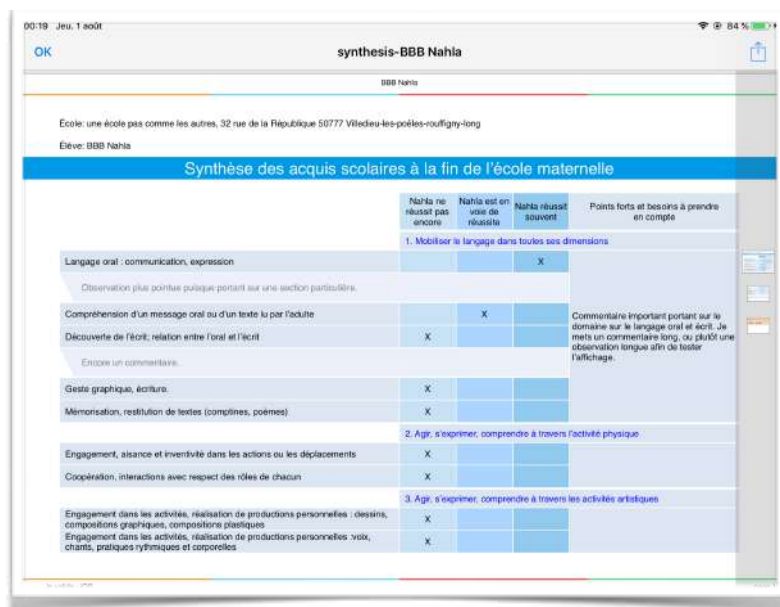 00:19 Jeu. 1 août 84 %
OK synthesis-BBB Nahla
BBB Nahla
Ecole: une école pas comme les autres, 32 rue de la République 50777 Villedieu-les-poêles-rouffigny-long
Élève: BBB Nahla
Synthèse des acquis scolaires à la fin de l'école maternelle
Nahla ne réussit pas encore
Nahla est en voie de réussite
Nahla réussit souvent
Points forts et besoins à prendre en compte
1. Mobiliser le langage dans toutes ses dimensions
Langage oral : communication, expression X
Observation plus pointue puisque portant sur une section particulière.
Compréhension d'un message oral ou d'un texte lu par l'adulte X
Découverte de l'écrit; relation entre l'oral et l'écrit X
Encore un commentaire.
Geste graphique, écriture. X
Mémorisation, restitution de textes (comptines, poèmes) X
Commentaire important portant sur le
domaine sur le langage oral et écrit. Je
mets un commentaire long, ou plutôt une
observation longue afin de tester
l'affichage.
2. Agir, s'exprimer, comprendre à travers l'activité physique
Engagement, aisance et inventivité dans les actions ou les déplacements X
Coopération, interactions avec respect des rôles de chacun X
3. Agir, s'exprimer, comprendre à travers les activités artistiques
Engagement dans les activités, réalisation de productions personnelles : dessins,
compositions graphiques, compositions plastiques X
Engagement dans les activités, réalisation de productions personnelles :voix,
chants, pratiques rythmiques et corporelles X